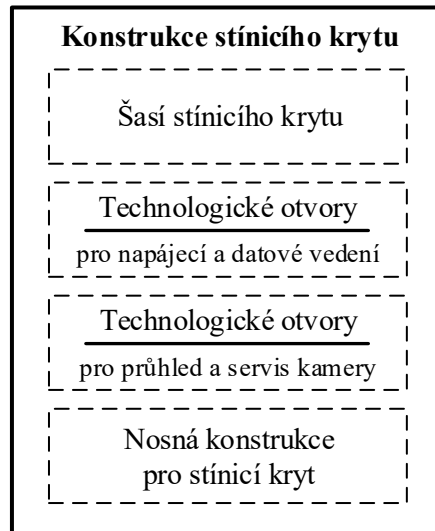 Konstrukce stínicího krytu
Šasí stínicího krytu
Technologické otvory
pro napájecí a datové vedení
Technologické otvory
pro průhled a servis kamery
Nosná konstrukce
pro stínicí kryt